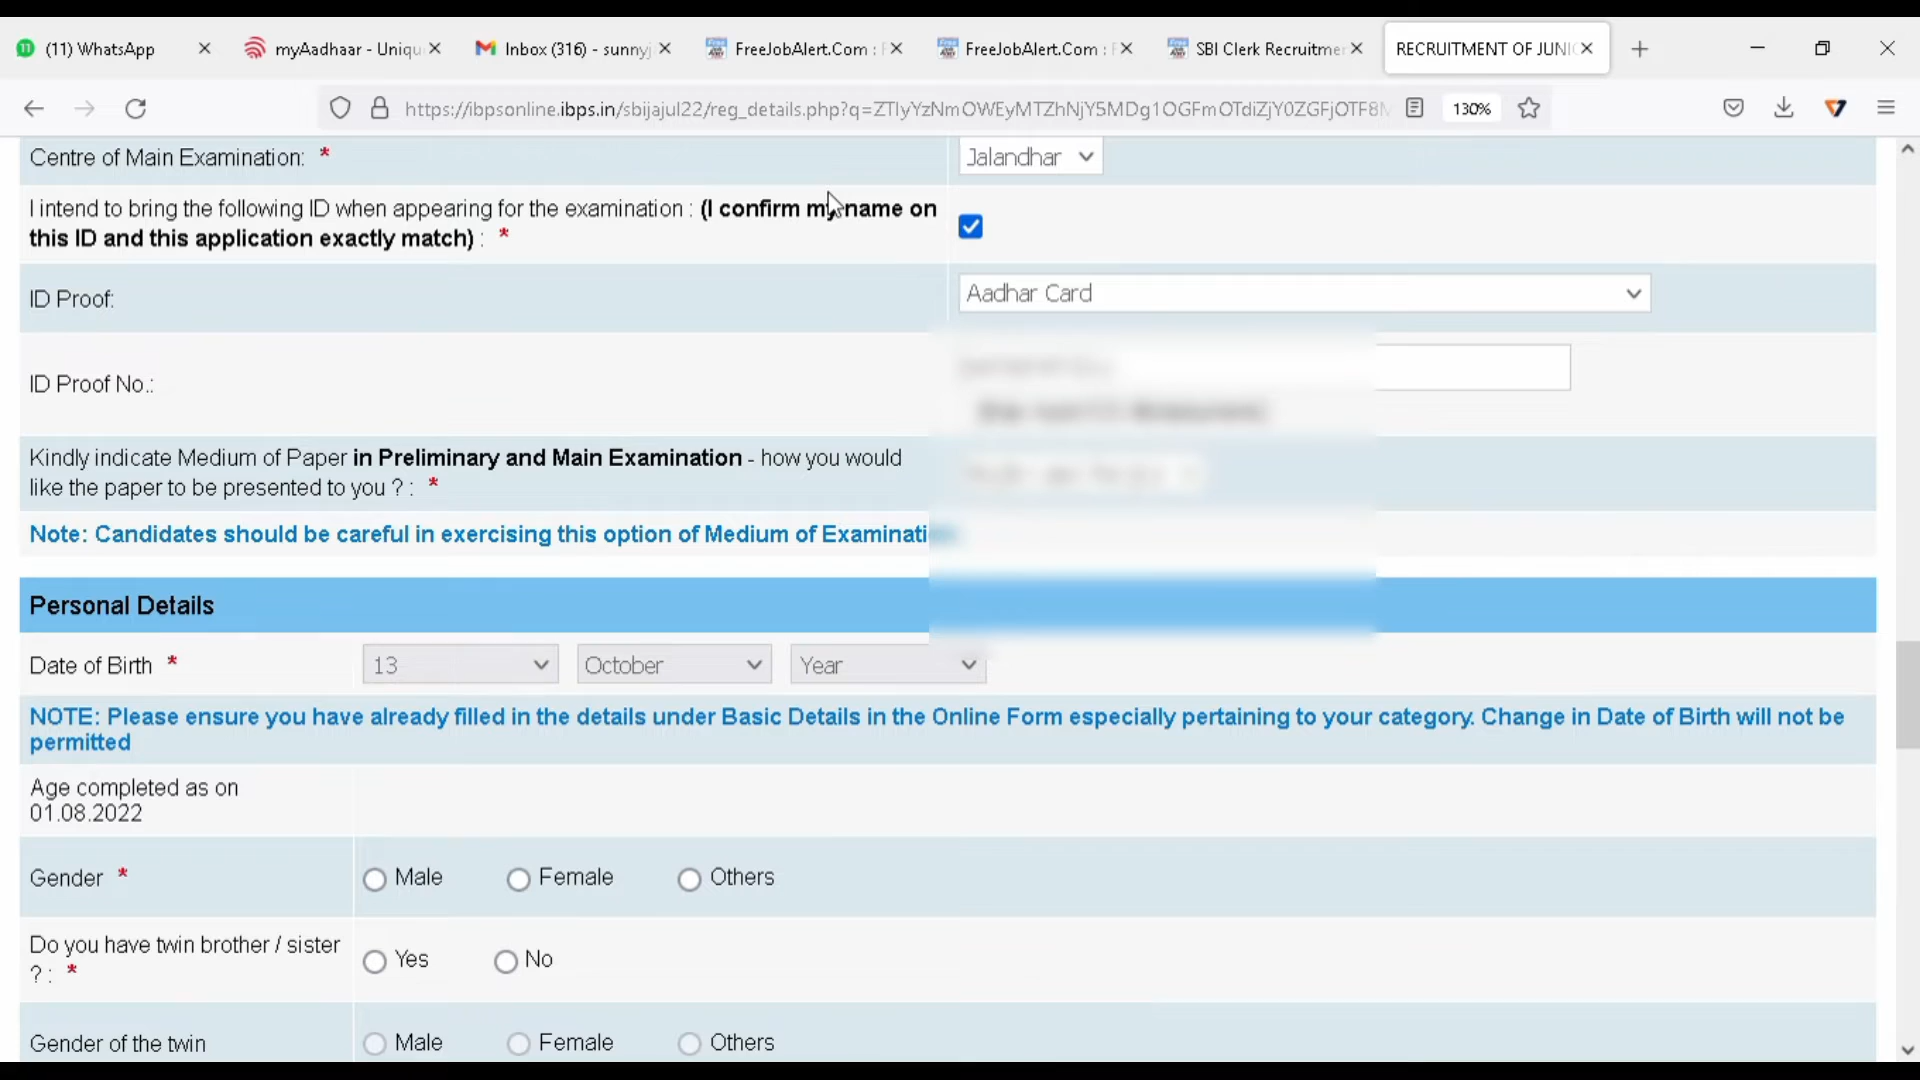 11 (11) WhatsApp
myAadhaar - Uniqu
Inbox (316) - sunnyj
FreeJobAlert.Com : F
FreeJobAlert.Com : F
SBI Clerk Recruitmer
RECRUITMENT OF JUNIO
https://ibpsonline.ibps.in/sbijajul22/reg_details.php?q=ZTIyYzNmOWEyMTZhNjY5MDg1OGFmOTdiZjY0ZGFjOTF8M
130%
Centre of Main Examination: *
Jalandhar
I intend to bring the following ID when appearing for the examination : (I confirm my name on
this ID and this application exactly match) : *
ID Proof:
Aadhar Card
ID Proof No.:
Kindly indicate Medium of Paper in Preliminary and Main Examination - how you would
like the paper to be presented to you ? : *
Note: Candidates should be careful in exercising this option of Medium of
Personal Details
Date of Birth * 13 October Year
NOTE: Please ensure you have already filled in the details under Basic Details in the Online Form especially pertaining to your category. Change in Date of Birth will not be
permitted
Age completed as on
01.08.2022
Gender * Male Female Others
Do you have twin brother / sister
? : * Yes No
Gender of the twin Male Female Others